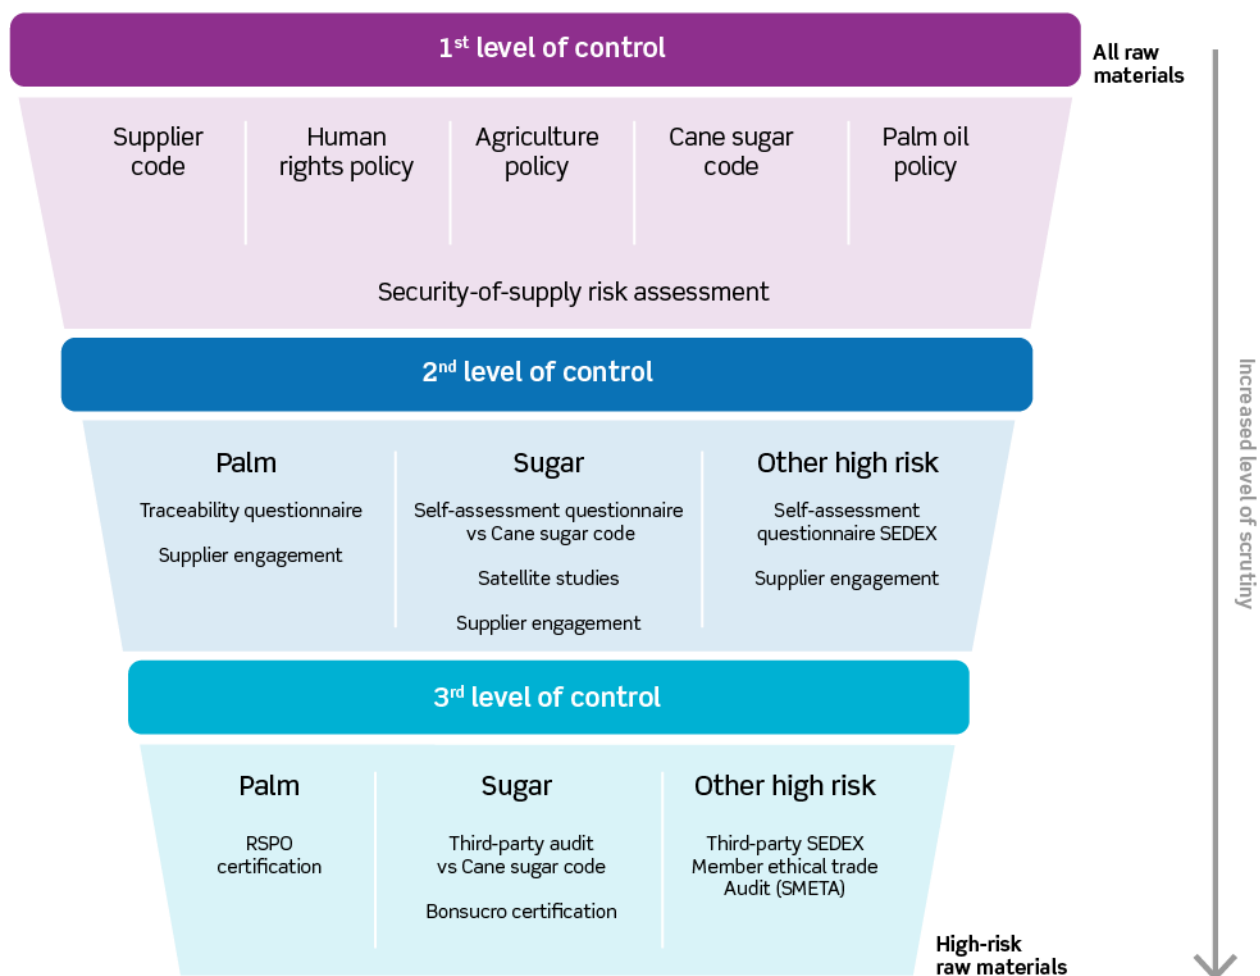 1st level of control
All raw
materials
Supplier
code
Human
rights policy
Agriculture
policy
Cane sugar
code
Palm oil
policy
Security-of-supply risk assessment
2nd level of control
Increased level of scrutiny
Palm
Traceability questionnaire
Supplier engagement
Sugar
Self-assessment questionnaire
vs Cane sugar code
Satellite studies
Supplier engagement
Other high risk
Self-assessment
questionnaire SEDEX
Supplier engagement
3rd level of control
Palm
RSPO
certification
Sugar
Third-party audit
vs Cane sugar code
Bonsucro certification
Other high risk
Third-party SEDEX
Member ethical trade
Audit (SMETA)
High-risk
raw materials